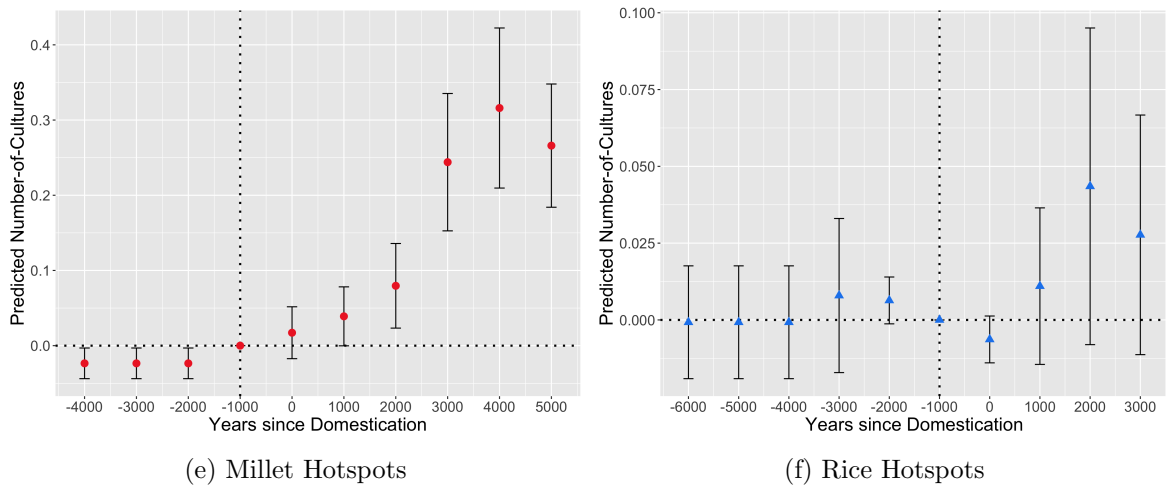 Predicted Number-of-Cultures
0.4
0.3
0.2
0.1
0.0
-4000 -3000 -2000 -1000 0 1000 2000 3000 4000 5000
Years since Domestication
(e) Millet Hotspots
Predicted Number-of-Cultures
0.100
0.075
0.050
0.025
0.000
-6000 -5000 -4000 -3000 -2000 -1000 0 1000 2000 3000
Years since Domestication
(f) Rice Hotspots